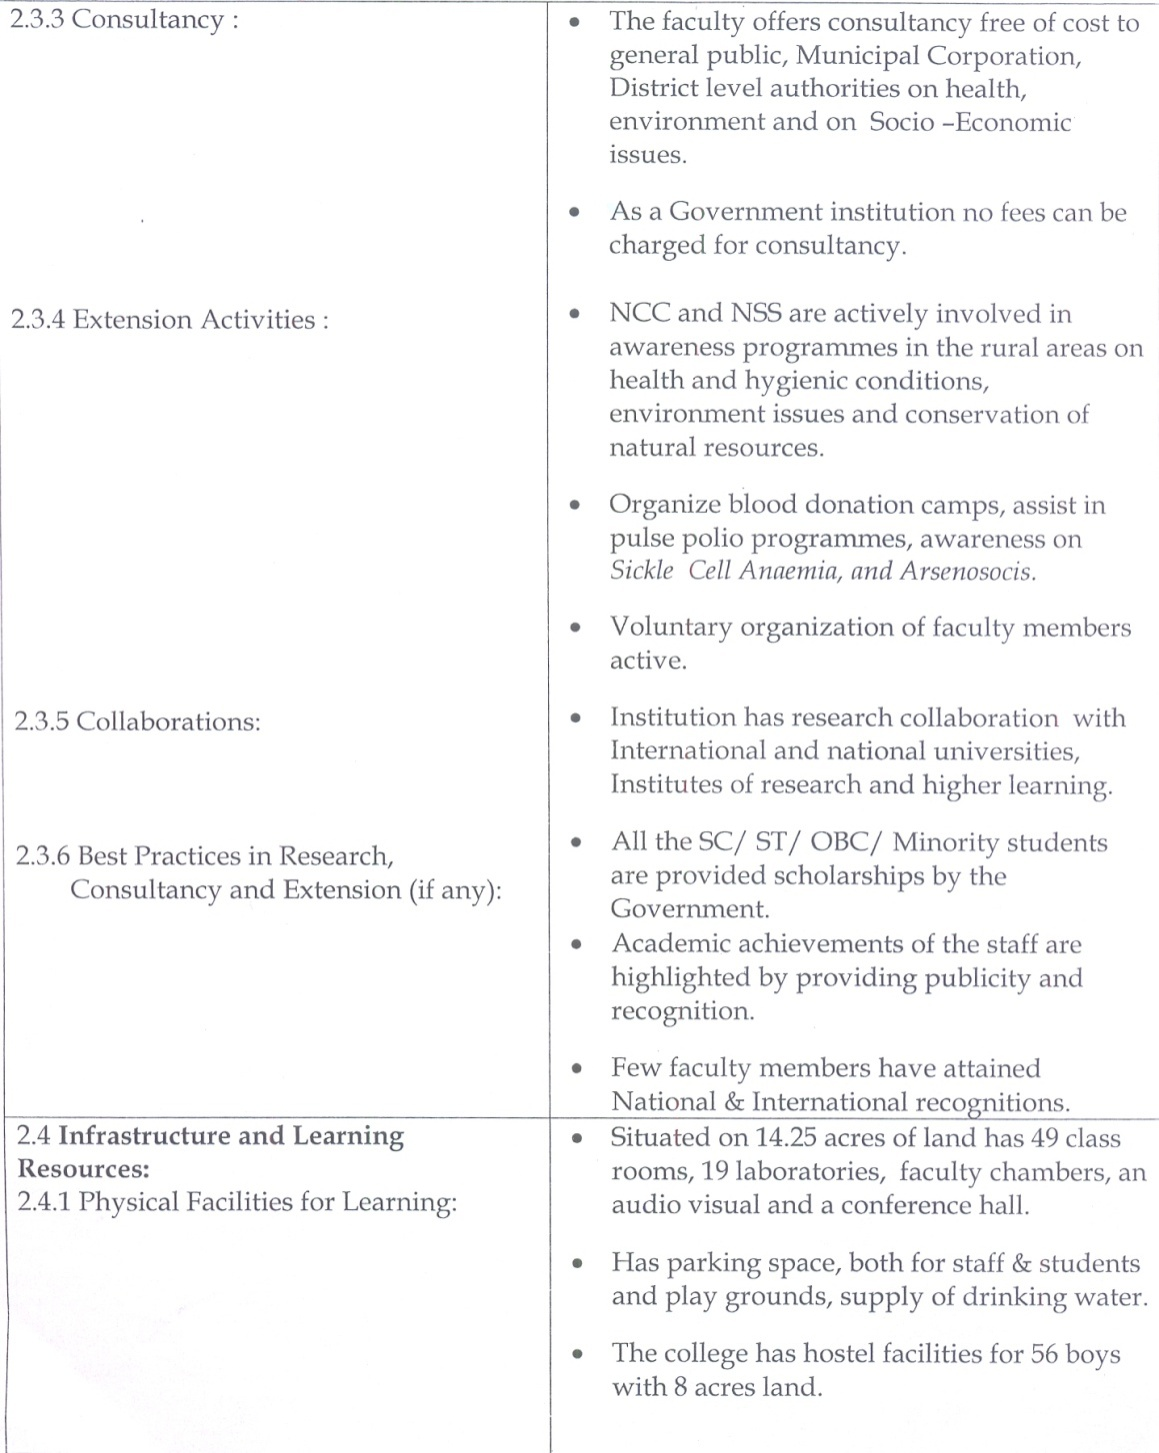 2.3.3 Consultancy :
• The faculty offers consultancy free of cost to
general public, Municipal Corporation,
District level authorities on health,
environment and on Socio –Economic
issues.
• As a Government institution no fees can be
charged for consultancy.
2.3.4 Extension Activities :
• NCC and NSS are actively involved in
awareness programmes in the rural areas on
health and hygienic conditions,
environment issues and conservation of
natural resources.
• Organize blood donation camps, assist in
pulse polio programmes, awareness on
Sickle Cell Anaemia, and Arsenosocis.
• Voluntary organization of faculty members
active.
2.3.5 Collaborations:
• Institution has research collaboration with
International and national universities,
Institutes of research and higher learning.
2.3.6 Best Practices in Research,
Consultancy and Extension (if any):
• All the SC/ ST/ OBC/ Minority students
are provided scholarships by the
Government.
• Academic achievements of the staff are
highlighted by providing publicity and
recognition.
• Few faculty members have attained
National & International recognitions.
2.4 Infrastructure and Learning
Resources:
2.4.1 Physical Facilities for Learning:
• Situated on 14.25 acres of land has 49 class
rooms, 19 laboratories, faculty chambers, an
audio visual and a conference hall.
• Has parking space, both for staff & students
and play grounds, supply of drinking water.
• The college has hostel facilities for 56 boys
with 8 acres land.